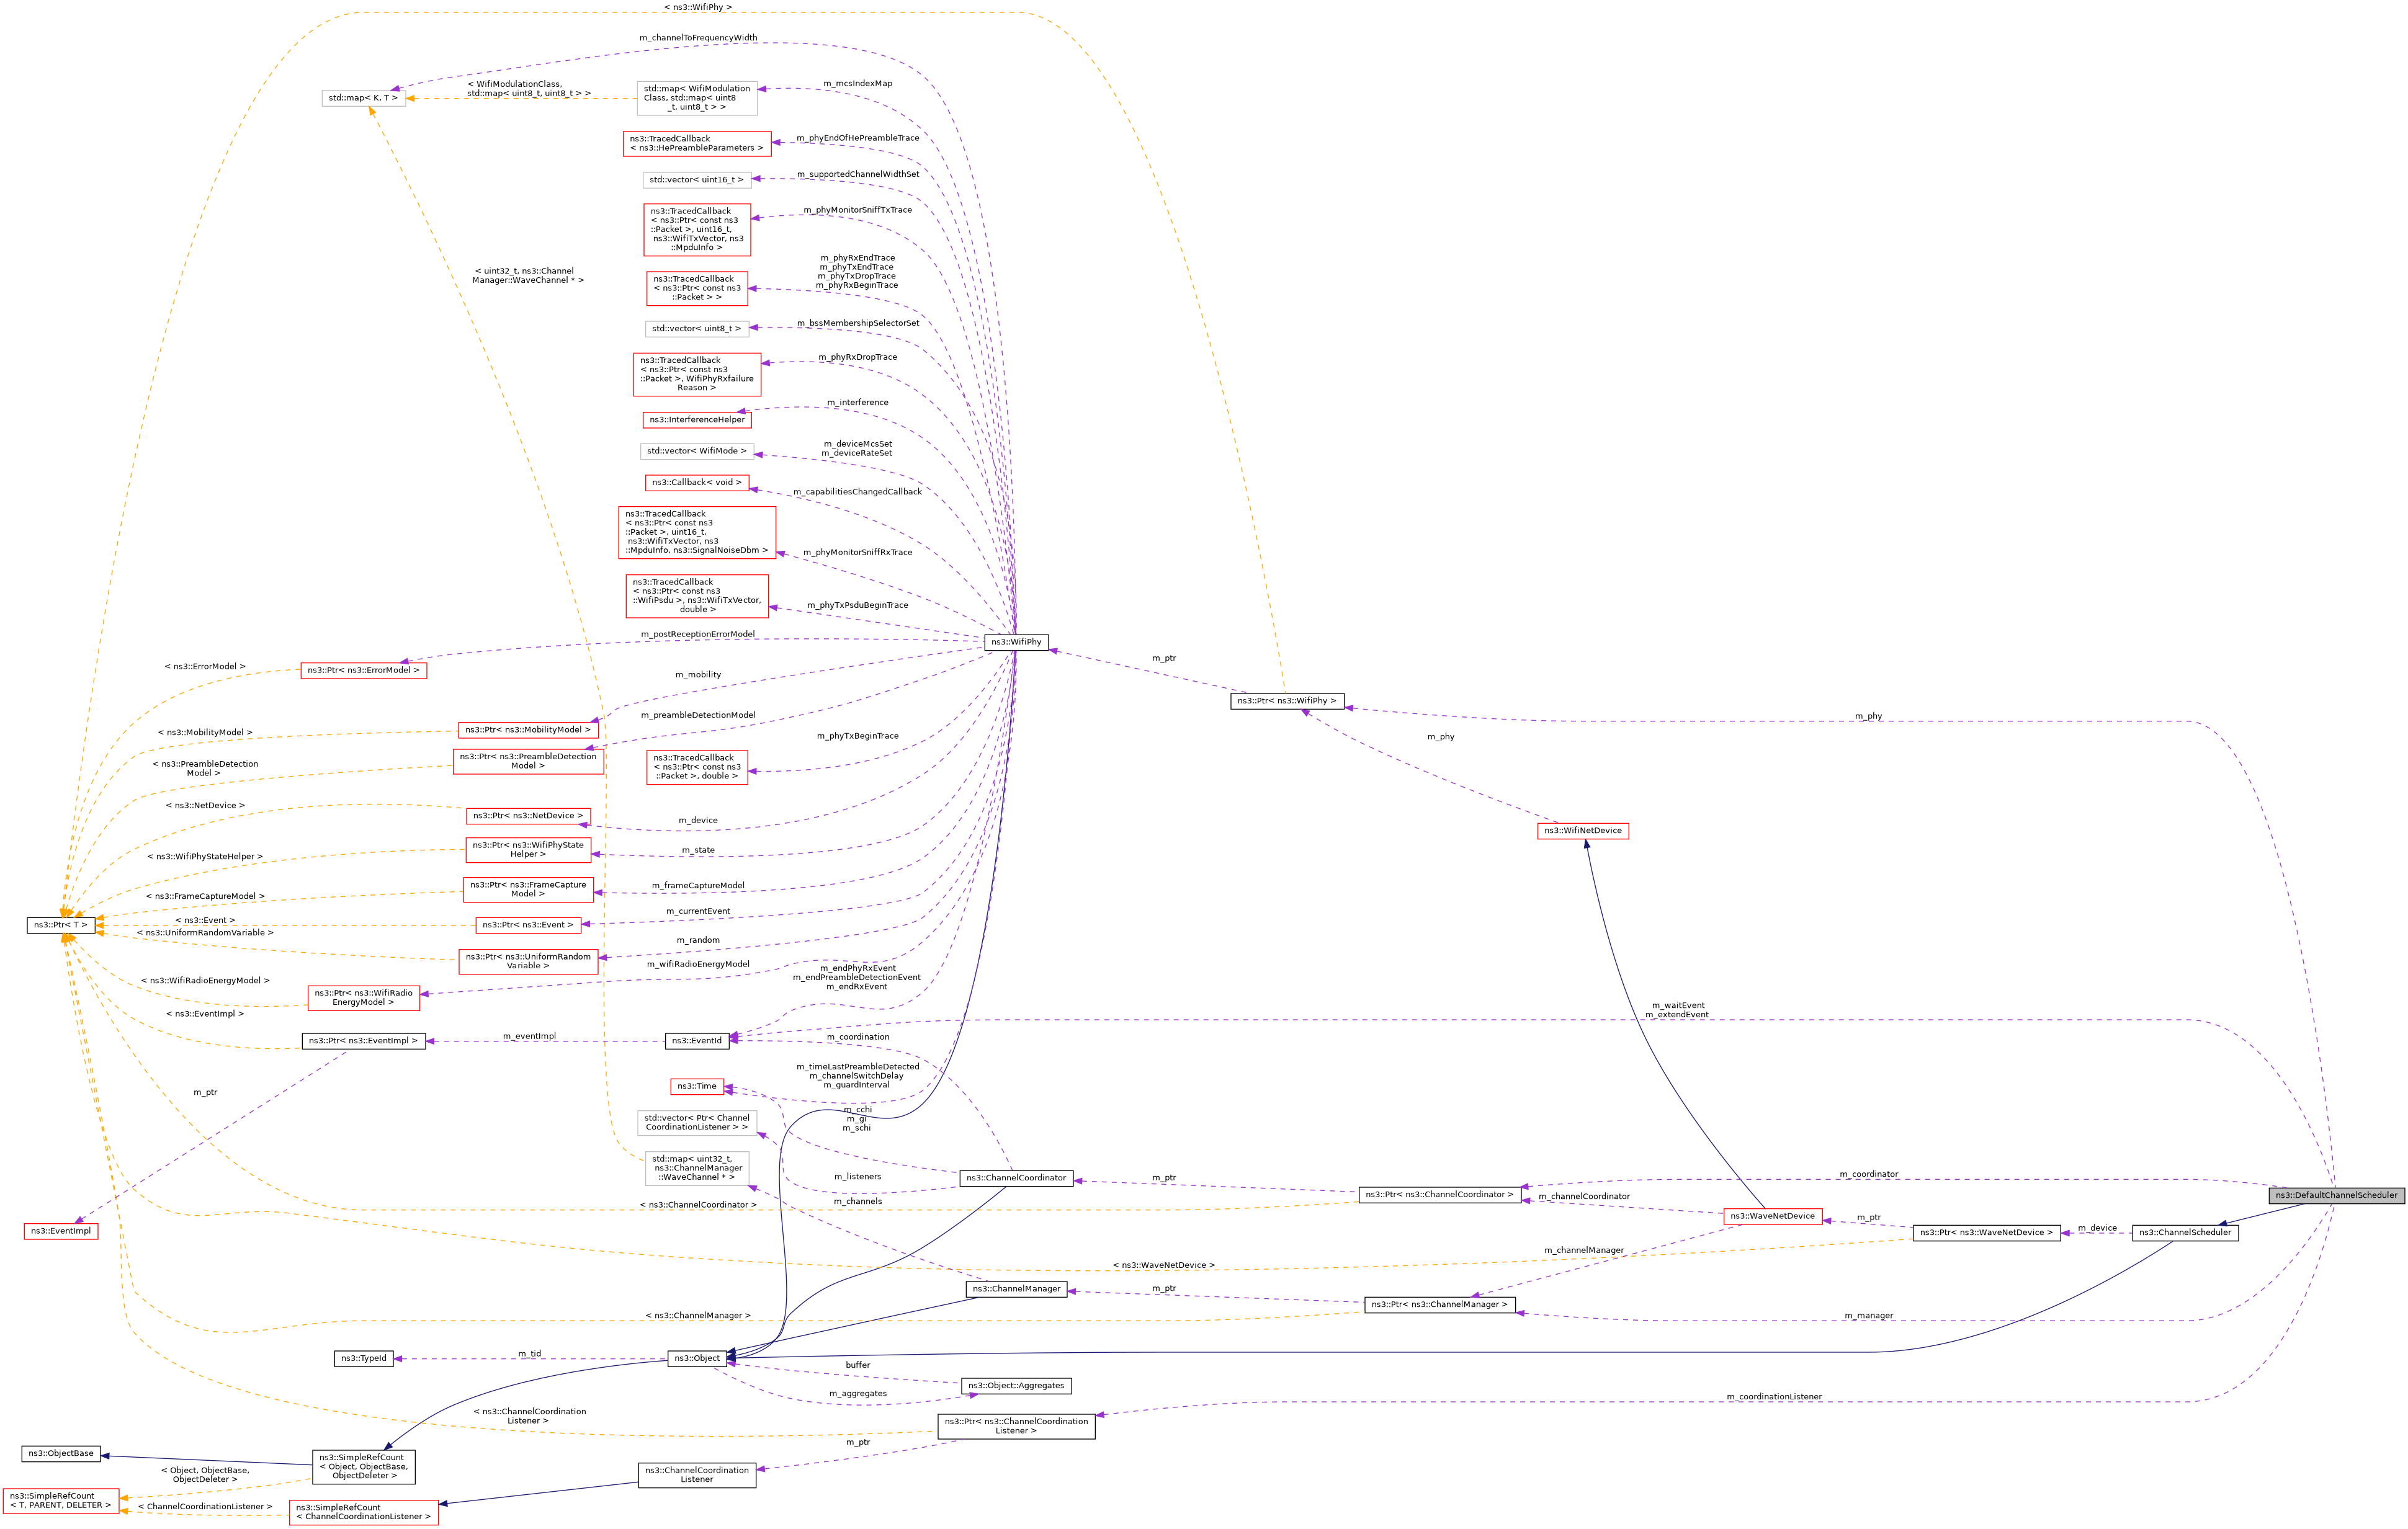 < ns3::WifiPhy >
m_channelToFrequencyWidth
std::map< K, T >
< WifiModulationClass,
std::map< uint8_t, uint8_t > >
std::map< WifiModulation
Class, std::map< uint8
_t, uint8_t > >
m_mcsIndexMap
ns3::TracedCallback
< ns3::HePreambleParameters >
m_phyEndOfHePreambleTrace
std::vector< uint16_t >
m_supportedChannelWidthSet
ns3::TracedCallback
< ns3::Ptr< const ns3
::Packet >, uint16_t,
ns3::WifiTxVector, ns3
::MpduInfo >
m_phyMonitorSniffTxTrace
< uint32_t, ns3::Channel
Manager::WaveChannel * >
ns3::TracedCallback
< ns3::Ptr< const ns3
::Packet > >
m_phyRxEndTrace
m_phyTxEndTrace
m_phyTxDropTrace
m_phyRxBeginTrace
std::vector< uint8_t >
m_bssMembershipSelectorSet
ns3::TracedCallback
< ns3::Ptr< const ns3
::Packet >, WifiPhyRxfailure
Reason >
m_phyRxDropTrace
ns3::InterferenceHelper
m_interference
std::vector< WifiMode >
m_deviceMcsSet
m_deviceRateSet
ns3::Callback< void >
m_capabilitiesChangedCallback
ns3::TracedCallback
< ns3::Ptr< const ns3
::Packet >, uint16_t,
ns3::WifiTxVector, ns3
::MpduInfo, ns3::SignalNoiseDbm >
m_phyMonitorSniffRxTrace
ns3::TracedCallback
< ns3::Ptr< const ns3
::WifiPsdu >, ns3::WifiTxVector,
double >
m_phyTxPsduBeginTrace
m_postReceptionErrorModel
ns3::WifiPhy
m_ptr
< ns3::ErrorModel >
ns3::Ptr< ns3::ErrorModel >
m_mobility
ns3::Ptr< ns3::WifiPhy >
m_phy
m_preambleDetectionModel
< ns3::MobilityModel >
ns3::Ptr< ns3::MobilityModel >
m_phyTxBeginTrace
m_phy
< ns3::PreambleDetection
Model >
ns3::Ptr< ns3::PreambleDetection
Model >
ns3::TracedCallback
< ns3::Ptr< const ns3
::Packet >, double >
< ns3::NetDevice >
ns3::Ptr< ns3::NetDevice >
m_device
ns3::WifiNetDevice
< ns3::WifiPhyStateHelper >
ns3::Ptr< ns3::WifiPhyState
Helper >
m_state
< ns3::FrameCaptureModel >
ns3::Ptr< ns3::FrameCapture
Model >
m_frameCaptureModel
ns3::Ptr< T >
< ns3::Event >
ns3::Ptr< ns3::Event >
m_currentEvent
< ns3::UniformRandomVariable >
ns3::Ptr< ns3::UniformRandom
Variable >
m_random
m_wifiRadioEnergyModel
< ns3::WifiRadioEnergyModel >
ns3::Ptr< ns3::WifiRadio
EnergyModel >
m_endPhyRxEvent
m_endPreambleDetectionEvent
m_endRxEvent
m_waitEvent
m_extendEvent
< ns3::EventImpl >
ns3::Ptr< ns3::EventImpl >
m_eventImpl
ns3::EventId
m_coordination
m_timeLastPreambleDetected
m_channelSwitchDelay
m_guardInterval
ns3::Time
m_ptr
m_cchi
m_gi
m_schi
std::vector< Ptr< Channel
CoordinationListener > >
std::map< uint32_t,
ns3::ChannelManager
::WaveChannel * >
m_listeners
ns3::ChannelCoordinator
m_ptr
ns3::Ptr< ns3::ChannelCoordinator >
m_coordinator
m_channelCoordinator
ns3::DefaultChannelScheduler
m_channels
< ns3::ChannelCoordinator >
ns3::WaveNetDevice
m_ptr
ns3::Ptr< ns3::WaveNetDevice >
m_device
ns3::ChannelScheduler
ns3::EventImpl
m_channelManager
< ns3::WaveNetDevice >
ns3::ChannelManager
m_ptr
ns3::Ptr< ns3::ChannelManager >
< ns3::ChannelManager >
m_manager
ns3::TypeId
m_tid
ns3::Object
buffer
m_aggregates
ns3::Object::Aggregates
m_coordinationListener
< ns3::ChannelCoordination
Listener >
ns3::Ptr< ns3::ChannelCoordination
Listener >
m_ptr
ns3::ObjectBase
ns3::SimpleRefCount
< Object, ObjectBase,
ObjectDeleter >
ns3::ChannelCoordination
Listener
< Object, ObjectBase,
ObjectDeleter >
ns3::SimpleRefCount
< T, PARENT, DELETER >
< ChannelCoordinationListener >
ns3::SimpleRefCount
< ChannelCoordinationListener >